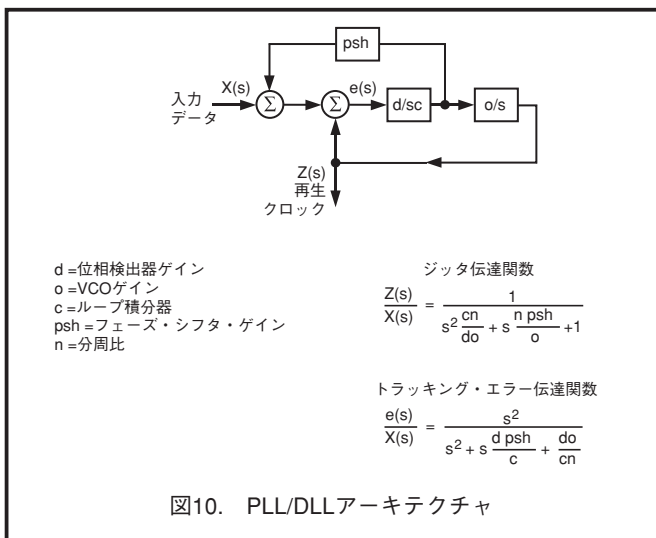 psh
X(s)
e(s)
入力
データ
Σ
Σ
d/sc
o/s
Z(s)
再生
クロック
d =位相検出器ゲイン
o =VCOゲイン
c =ループ積分器
psh =フェーズ・シフタ・ゲイン
n =分周比
ジッタ伝達関数
Z(s)/X(s) = 1/(s² cn/do + s n psh/o +1)
トラッキング・エラー伝達関数
e(s)/X(s) = s²/(s² + s d psh/c + do/cn)
図10. PLL/DLLアーキテクチャ